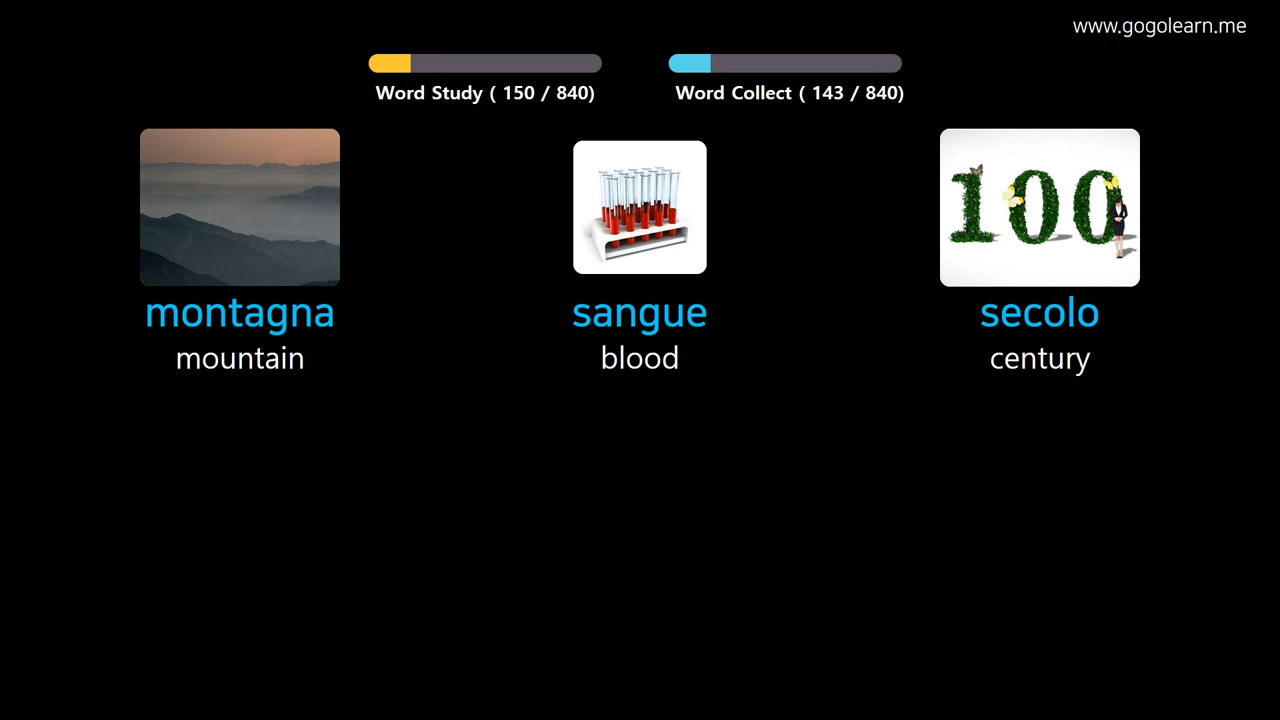 www.gogolearn.me
Word Study ( 150 / 840)
Word Collect ( 143 / 840)
100
montagna
mountain
sangue
blood
secolo
century